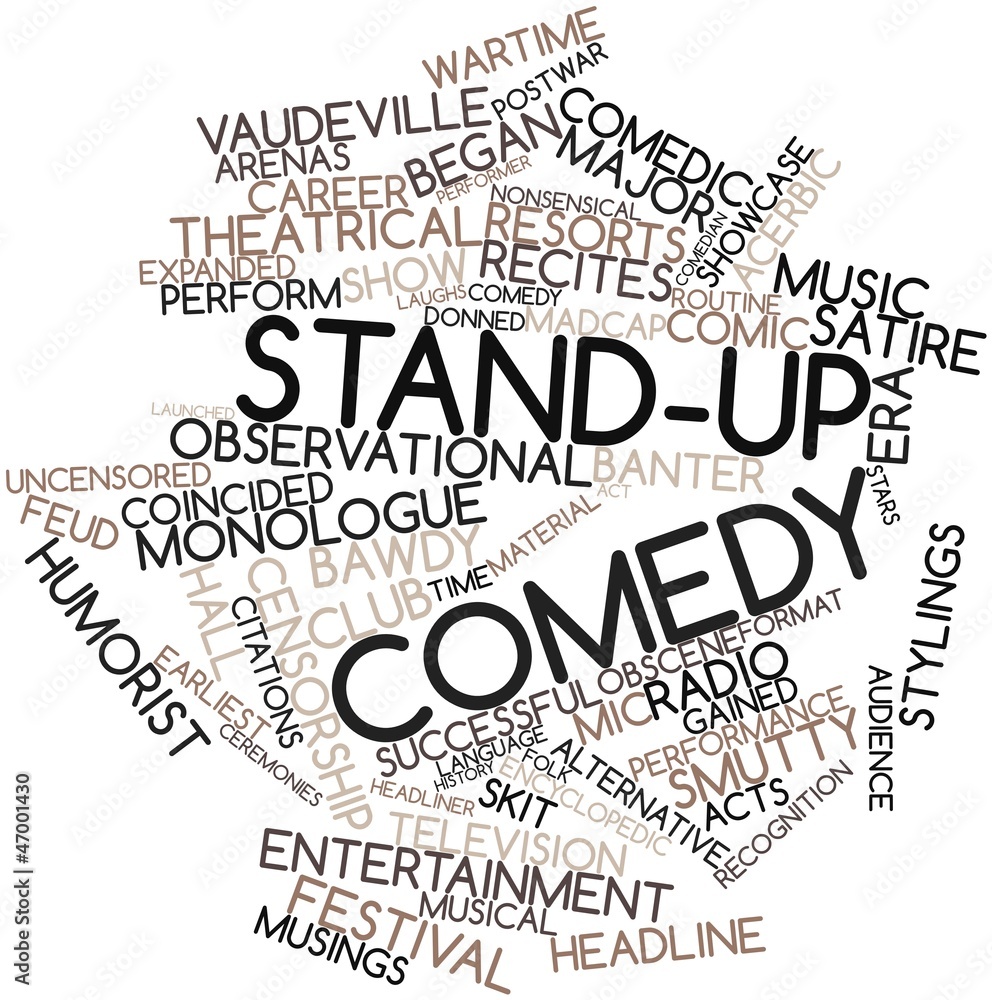 WARTIME
POSTWAR
VAUDEVILLE
COMEDIC
ARENAS
BEGAN
MAJOR
CAREER
PERFORMER
SHOWCASE
ACERBIC
NONSENSICAL
THEATRICAL
RESORTS
COMEDIAN
EXPANDED
SHOW
RECITES
MUSIC
PERFORM
LAUGHS
COMEDY
ROUTINE
DONNED
MADCAP
COMIC
SATIRE
STAND-UP
ERA
LAUNCHED
OBSERVATIONAL
BANTER
UNCENSORED
COINCIDED
ACT
STARS
FEUD
MONOLOGUE
MATERIAL
COMEDY
HUMORIST
BAWDY
TIME
HALL
CENSORSHIP
CLUB
CITATIONS
STYLINGS
FORMAT
OBSCENE
EARLIEST
RADIO
SUCCESSFUL
MIC
GAINED
AUDIENCE
CEREMONIES
LANGUAGE
HISTORY
FOLK
ALTERNATIVE
PERFORMANCE
SMUTTY
HEADLINER
SKIT
ENCYCLOPEDIC
ACTS
RECOGNITION
TELEVISION
ENTERTAINMENT
FESTIVAL
MUSICAL
MUSINGS
HEADLINE
Adobe Stock | #47001430
Adobe Stock